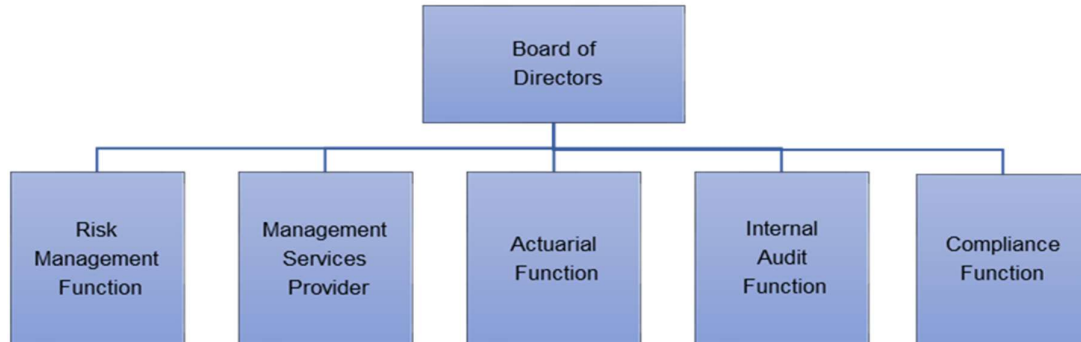 Board of
Directors
Risk
Management
Function
Management
Services
Provider
Actuarial
Function
Internal
Audit
Function
Compliance
Function